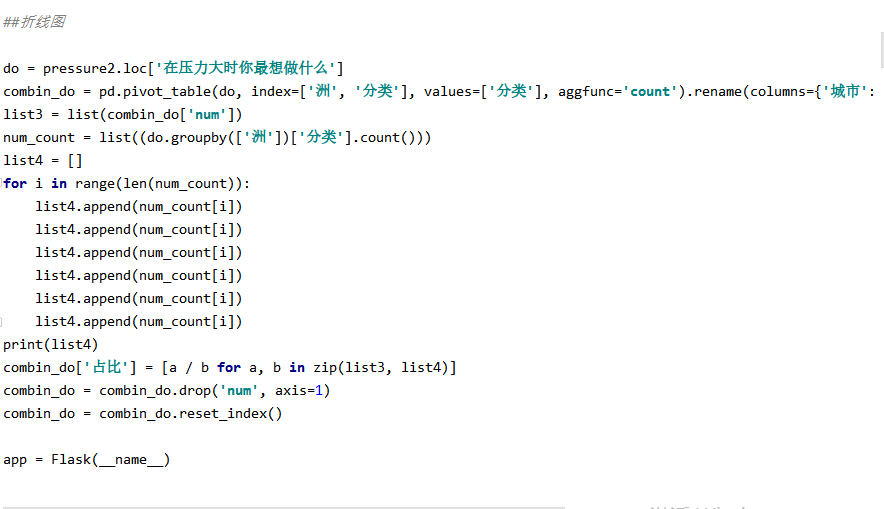 ##折线图
do = pressure2.loc['在压力大时你最想做什么']
combin_do = pd.pivot_table(do, index=['洲', '分类'], values=['分类'], aggfunc='count').rename(columns={'城市':
list3 = list(combin_do['num'])
num_count = list((do.groupby(['洲'])['分类'].count()))
list4 = []
for i in range(len(num_count)):
    list4.append(num_count[i])
    list4.append(num_count[i])
    list4.append(num_count[i])
    list4.append(num_count[i])
    list4.append(num_count[i])
    list4.append(num_count[i])
print(list4)
combin_do['占比'] = [a / b for a, b in zip(list3, list4)]
combin_do = combin_do.drop('num', axis=1)
combin_do = combin_do.reset_index()
app = Flask(__name__)